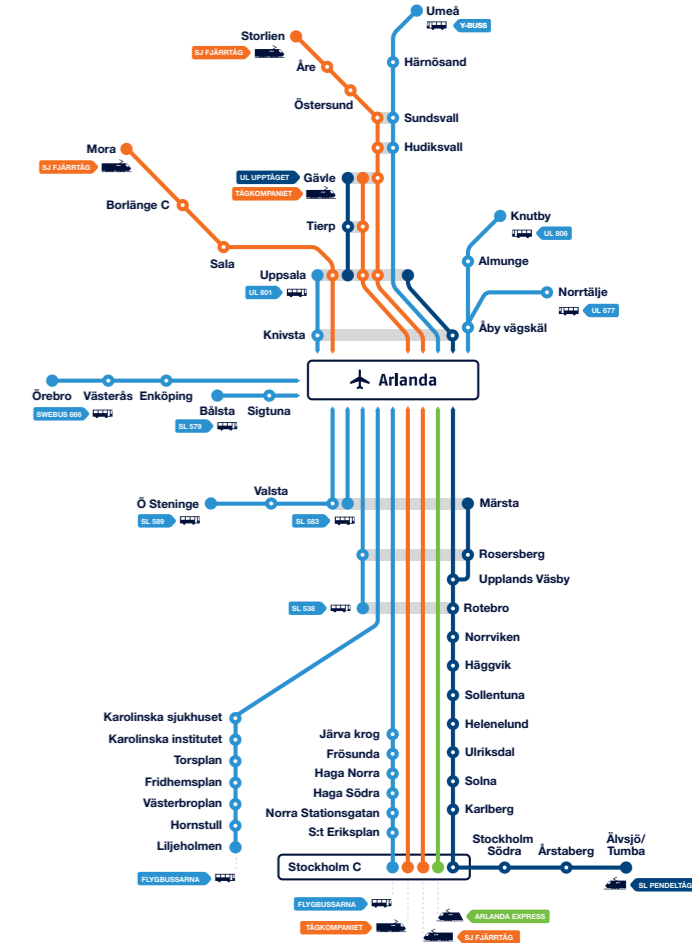 Umeå
Y-BUSS
Storlien
SJ FJÄRRTÅG
Härnösand
Åre
Östersund
Sundsvall
Mora
Hudiksvall
SJ FJÄRRTÅG
UL UPPTÅGET
Gävle
TÅGKOMPANIET
Borlänge C
Knutby
Tierp
UL 806
Almunge
Sala
Uppsala
UL 801
Norrtälje
UL 677
Knivsta
Åby vägskäl
Arlanda
Örebro
Västerås
Enköping
SWEBUS 866
Bålsta
Sigtuna
SL 579
Valsta
Ö Steninge
Märsta
SL 589
SL 583
Rosersberg
Upplands Väsby
SL 538
Rotebro
Norrviken
Häggvik
Sollentuna
Karolinska sjukhuset
Helenelund
Järva krog
Karolinska institutet
Frösunda
Ulriksdal
Torsplan
Haga Norra
Fridhemsplan
Solna
Haga Södra
Västerbroplan
Norra Stationsgatan
Karlberg
Hornstull
S:t Eriksplan
Liljeholmen
Stockholm
Södra
Årstaberg
Älvsjö/
Tumba
Stockholm C
FLYGBUSSARNA
SL PENDELTÅG
FLYGBUSSARNA
ARLANDA EXPRESS
TÅGKOMPANIET
SJ FJÄRRTÅG